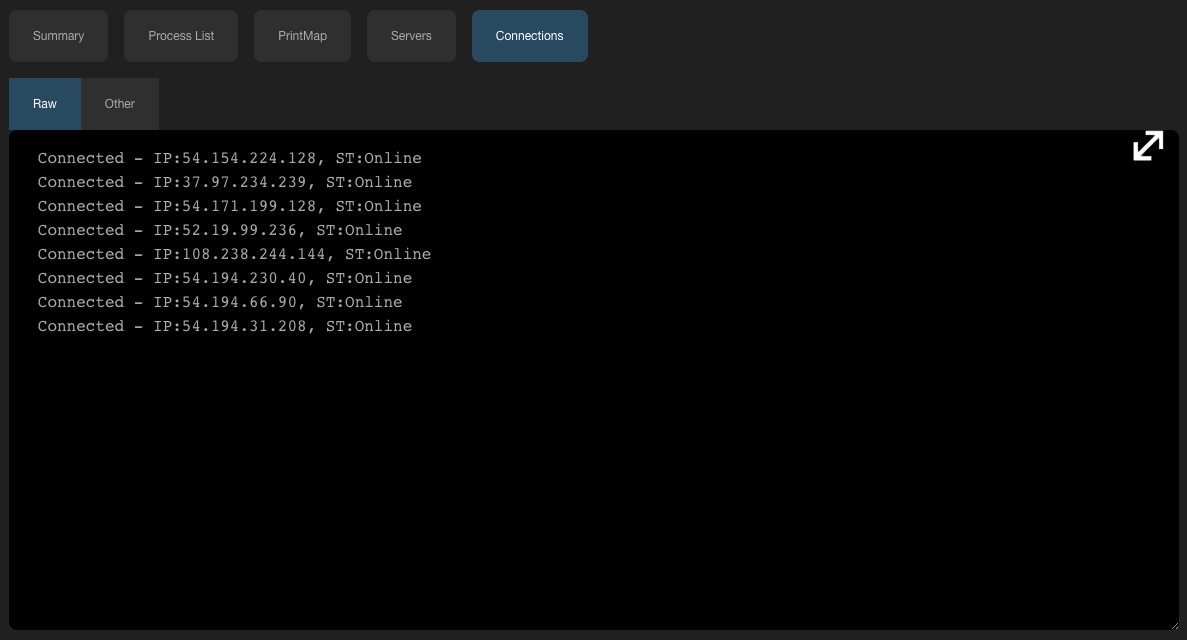 Summary Process List PrintMap Servers Connections
Raw Other
Connected - IP:54.154.224.128, ST:Online
Connected - IP:37.97.234.239, ST:Online
Connected - IP:54.171.199.128, ST:Online
Connected - IP:52.19.99.236, ST:Online
Connected - IP:108.238.244.144, ST:Online
Connected - IP:54.194.230.40, ST:Online
Connected - IP:54.194.66.90, ST:Online
Connected - IP:54.194.31.208, ST:Online